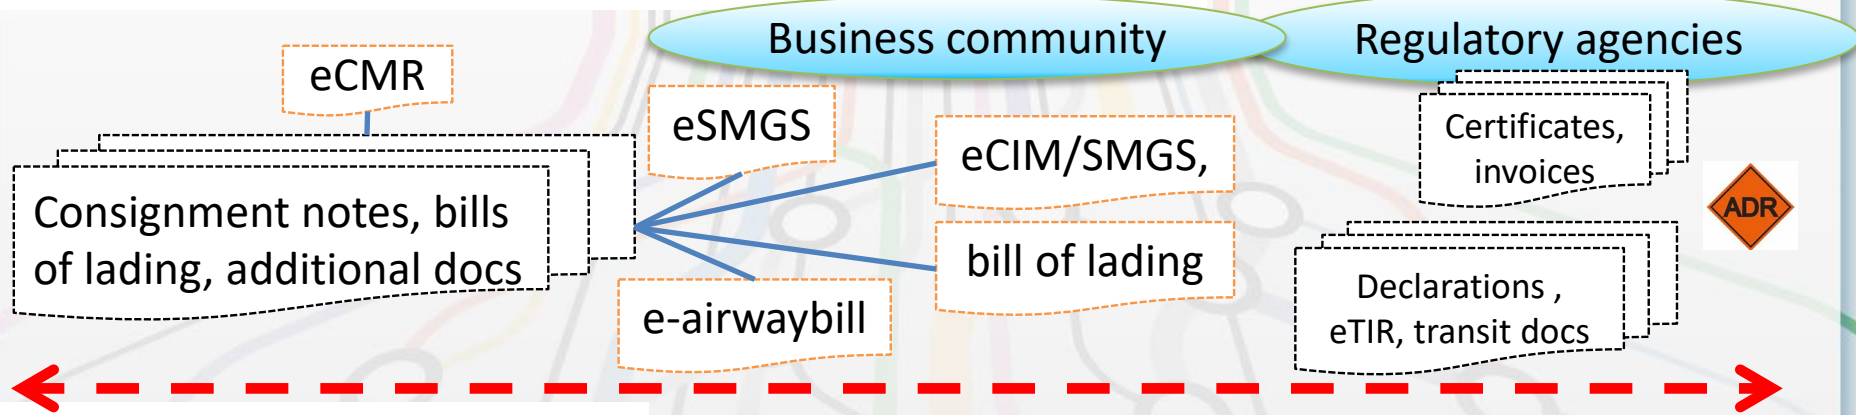 Business community
Regulatory agencies
eCMR
eSMGS
eCIM/SMGS,
Certificates,
invoices
ADR
Consignment notes, bills
of lading, additional docs
bill of lading
e-airwaybill
Declarations ,
eTIR, transit docs